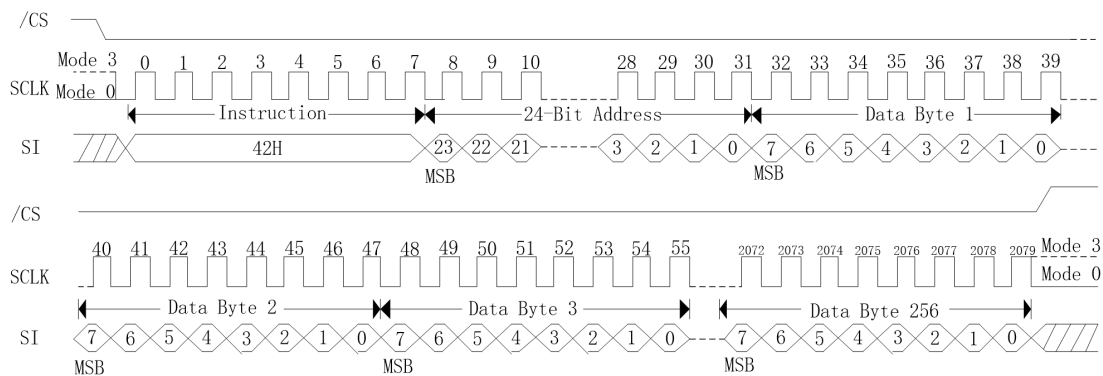 /CS
Mode 3 0 1 2 3 4 5 6 7 8 9 10 28 29 30 31 32 33 34 35 36 37 38 39
SCLK Mode 0
Instruction 24-Bit Address Data Byte 1
SI 42H 23 22 21 3 2 1 0 7 6 5 4 3 2 1 0
MSB MSB
/CS
40 41 42 43 44 45 46 47 48 49 50 51 52 53 54 55 2072 2073 2074 2075 2076 2077 2078 2079 Mode 3
SCLK Mode 0
Data Byte 2 Data Byte 3 Data Byte 256
SI 7 6 5 4 3 2 1 0 7 6 5 4 3 2 1 0 7 6 5 4 3 2 1 0
MSB MSB MSB